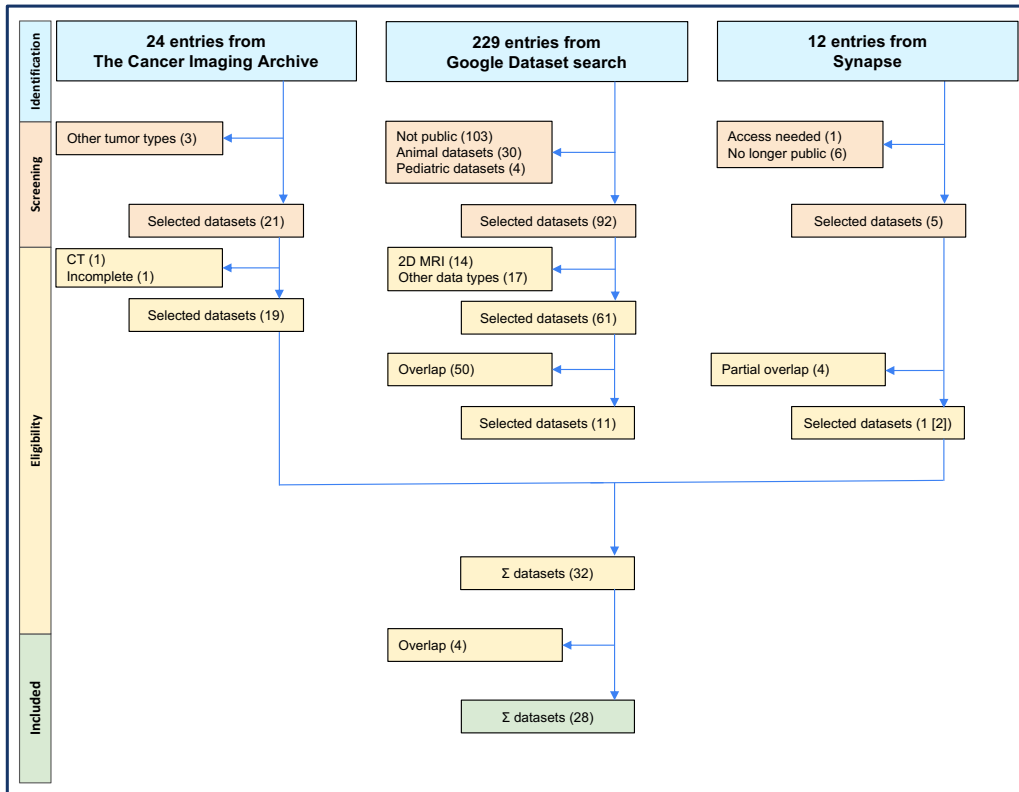 Identification
24 entries from
The Cancer Imaging Archive
229 entries from
Google Dataset search
12 entries from
Synapse
Screening
Other tumor types (3)
Not public (103)
Animal datasets (30)
Pediatric datasets (4)
Access needed (1)
No longer public (6)
Selected datasets (21)
Selected datasets (92)
Selected datasets (5)
Eligibility
CT (1)
Incomplete (1)
2D MRI (14)
Other data types (17)
Selected datasets (19)
Selected datasets (61)
Overlap (50)
Partial overlap (4)
Selected datasets (11)
Selected datasets (1 [2])
Σ datasets (32)
Included
Overlap (4)
Σ datasets (28)